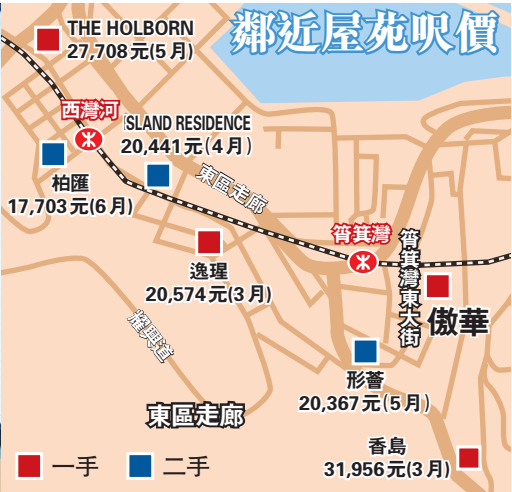 鄰近屋苑呎價
THE HOLBORN
27,708元(5月)
西灣河
ISLAND RESIDENCE
20,441元(4月)
柏匯
17,703元(6月)
東區走廊
筲箕灣
筲箕灣東大街
逸瑆
20,574元(3月)
傲華
耀興道
形薈
20,367元(5月)
東區走廊
香島
31,956元(3月)
一手
二手